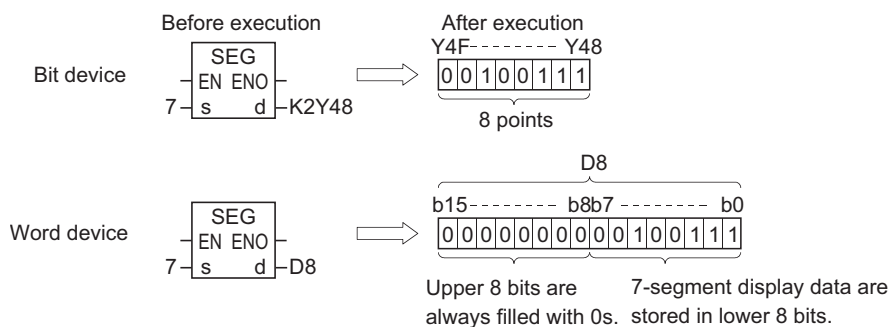 Before execution After execution
Y4F-------- Y48
SEG
Bit device
EN ENO
0 0 1 0 0 1 1 1
7 s d K2Y48
8 points
D8
b15-------- b8b7 -------- b0
SEG
Word device
EN ENO
0 0 0 0 0 0 0 0 0 0 1 0 0 1 1 1
7 s d D8
Upper 8 bits are 7-segment display data are
always filled with 0s. stored in lower 8 bits.